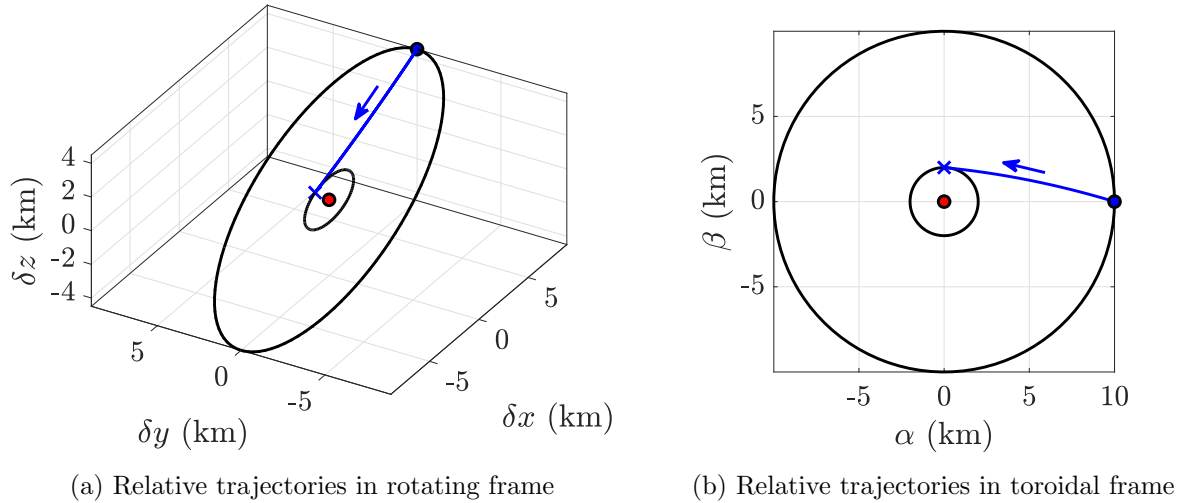 4
2
0
-2
-4
δz (km)
5
0
-5
δy (km)
5
0
-5
δx (km)
(a) Relative trajectories in rotating frame
5
0
-5
β (km)
-5
0
5
10
α (km)
(b) Relative trajectories in toroidal frame